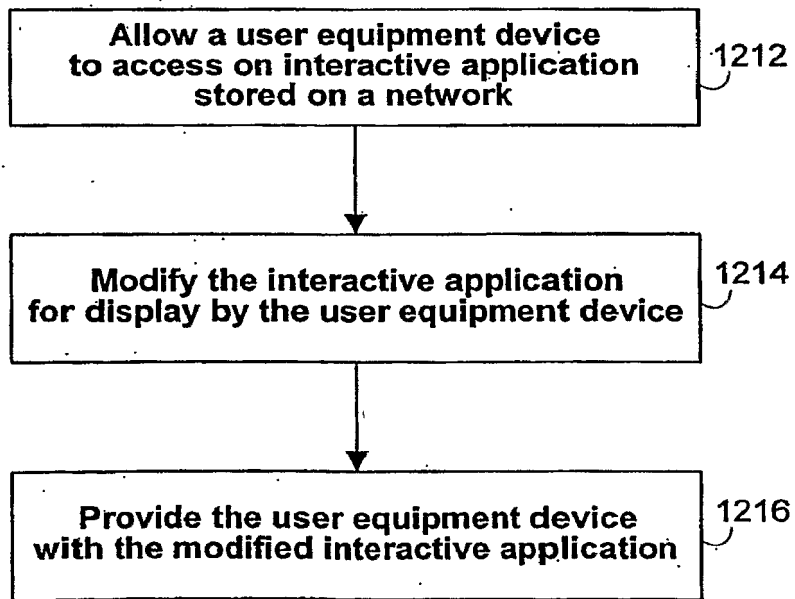 Allow a user equipment device
to access on interactive application
stored on a network
1212
Modify the interactive application
for display by the user equipment device
1214
Provide the user equipment device
with the modified interactive application
1216